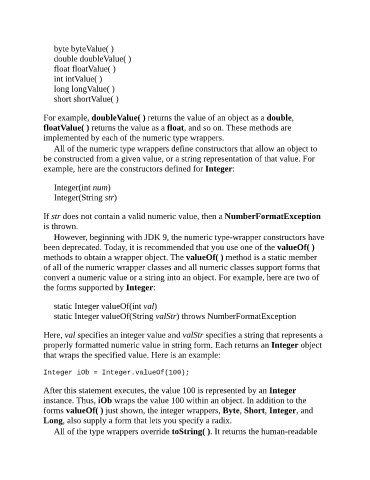 byte byteValue( )
double doubleValue( )
float floatValue( )
int intValue( )
long longValue( )
short shortValue( )
For example, doubleValue( ) returns the value of an object as a double,
floatValue( ) returns the value as a float, and so on. These methods are
implemented by each of the numeric type wrappers.
All of the numeric type wrappers define constructors that allow an object to
be constructed from a given value, or a string representation of that value. For
example, here are the constructors defined for Integer:
Integer(int num)
Integer(String str)
If str does not contain a valid numeric value, then a NumberFormatException
is thrown.
However, beginning with JDK 9, the numeric type-wrapper constructors have
been deprecated. Today, it is recommended that you use one of the valueOf( )
methods to obtain a wrapper object. The valueOf( ) method is a static member
of all of the numeric wrapper classes and all numeric classes support forms that
convert a numeric value or a string into an object. For example, here are two of
the forms supported by Integer:
static Integer valueOf(int val)
static Integer valueOf(String valStr) throws NumberFormatException
Here, val specifies an integer value and valStr specifies a string that represents a
properly formatted numeric value in string form. Each returns an Integer object
that wraps the specified value. Here is an example:
Integer iOb = Integer.valueOf(100);
After this statement executes, the value 100 is represented by an Integer
instance. Thus, iOb wraps the value 100 within an object. In addition to the
forms valueOf( ) just shown, the integer wrappers, Byte, Short, Integer, and
Long, also supply a form that lets you specify a radix.
All of the type wrappers override toString( ). It returns the human-readable